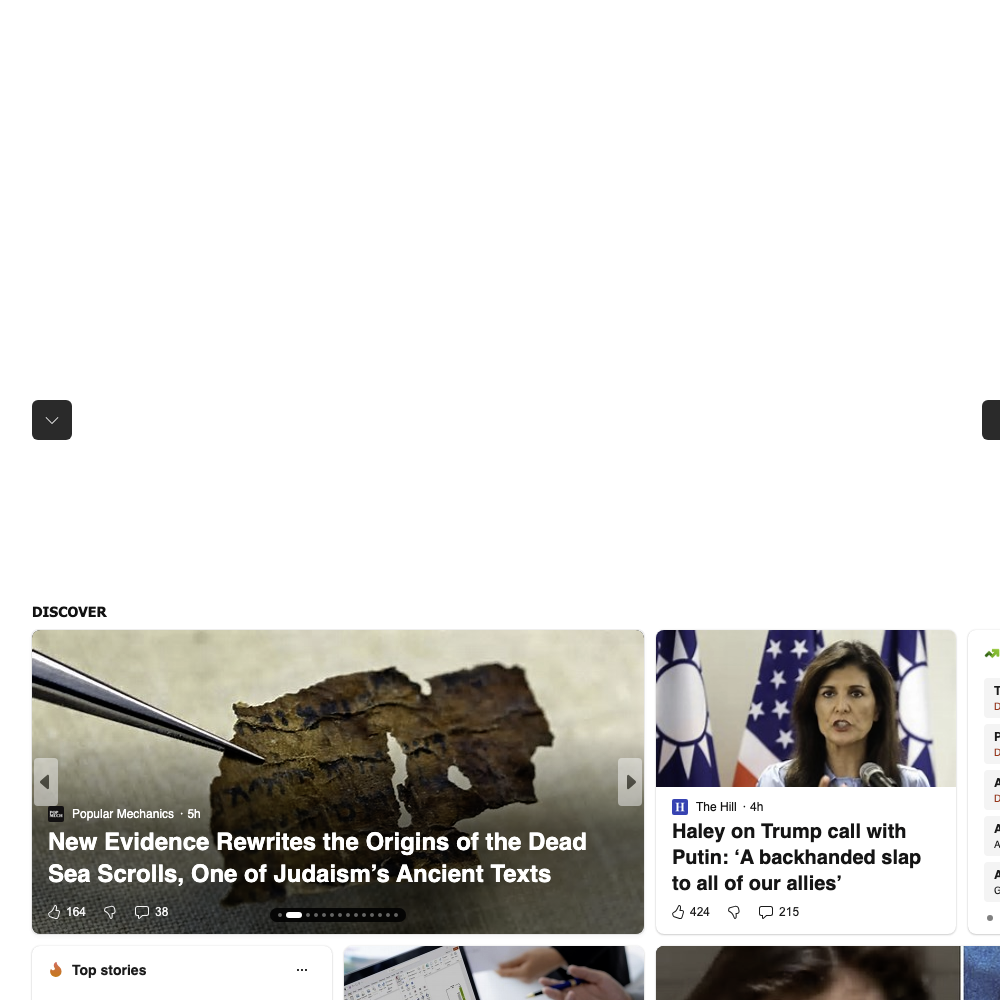 DISCOVER
Popular Mechanics · 5h
New Evidence Rewrites the Origins of the Dead
Sea Scrolls, One of Judaism’s Ancient Texts
164
38
The Hill · 4h
Haley on Trump call with
Putin: ‘A backhanded slap
to all of our allies’
424
215
T
D
P
D
A
D
A
A
A
G
Top stories